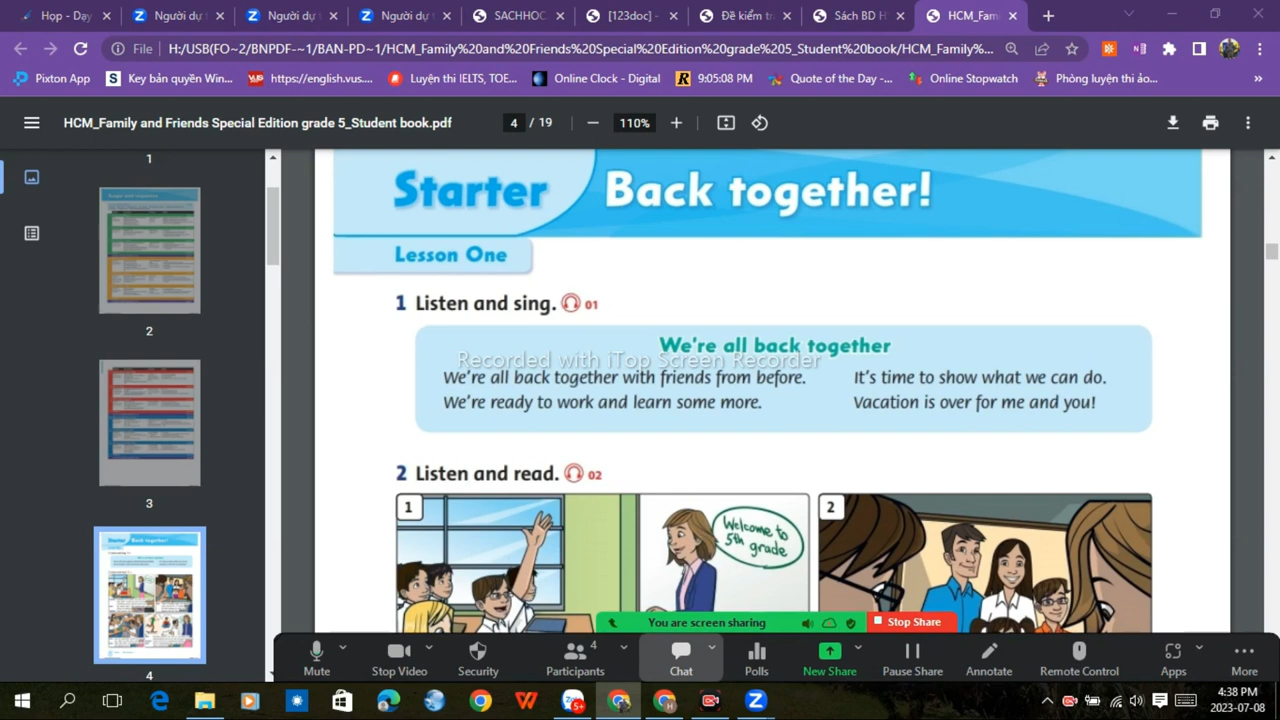 Họp - Dạy
Người dự t
Người dự t
Người dự t
SACHHOC.
[123doc] -
Đề kiểm tra
Sách BD H
HCM_Fami
File
H:/USB(FO~2/BNPDF-~1/BAN-PD~1/HCM_Family%20and%20Friends%20Special%20Edition%20grade%205_Student%20book/HCM_Family%...
Pixton App
Key bản quyền Win...
https://english.vus....
Luyện thi IELTS, TOE...
Online Clock - Digital
9:05:08 PM
Quote of the Day -...
Online Stopwatch
Phòng luyện thi ảo...
HCM_Family and Friends Special Edition grade 5_Student book.pdf
4 / 19
110%
1
2
3
4
Starter Back together!
Lesson One
1 Listen and sing. 01
We're all back together
Recorded with iTop Screen Recorder
We're all back together with friends from before.
We're ready to work and learn some more.
It's time to show what we can do.
Vacation is over for me and you!
2 Listen and read. 02
1
Welcome to
5th grade
2
You are screen sharing
Stop Share
Mute
Stop Video
Security
Participants
4
Chat
Polls
New Share
Pause Share
Annotate
Remote Control
Apps
More
4:38 PM
2023-07-08